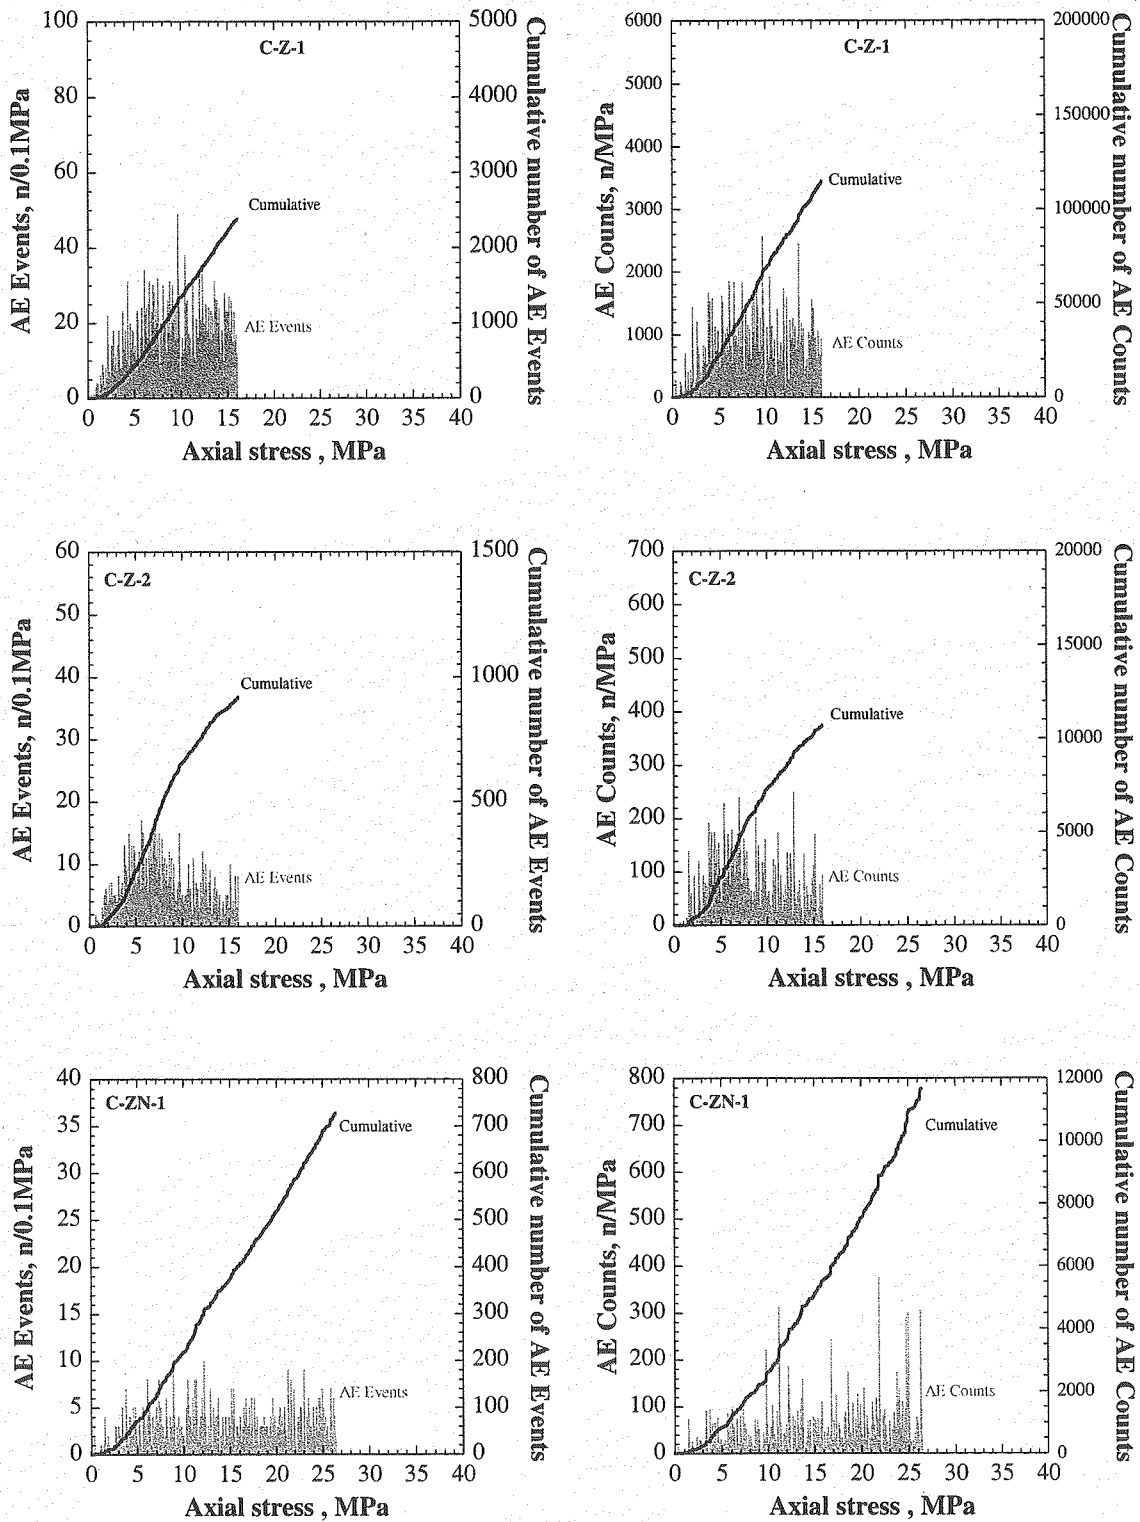 C-Z-1
AE Events, n/0.1MPa
100
80
60
40
20
0
5000
4000
3000
2000
1000
0
Cumulative number of AE Events
Cumulative
AE Events
0 5 10 15 20 25 30 35 40
Axial stress , MPa
C-Z-1
AE Counts, n/MPa
6000
5000
4000
3000
2000
1000
0
200000
150000
100000
50000
0
Cumulative number of AE Counts
Cumulative
AE Counts
0 5 10 15 20 25 30 35 40
Axial stress , MPa
C-Z-2
AE Events, n/0.1MPa
60
50
40
30
20
10
0
1500
1000
500
0
Cumulative number of AE Events
Cumulative
AE Events
0 5 10 15 20 25 30 35 40
Axial stress , MPa
C-Z-2
AE Counts, n/MPa
700
600
500
400
300
200
100
0
20000
15000
10000
5000
0
Cumulative number of AE Counts
Cumulative
AE Counts
0 5 10 15 20 25 30 35 40
Axial stress , MPa
C-ZN-1
AE Events, n/0.1MPa
40
35
30
25
20
15
10
5
0
800
700
600
500
400
300
200
100
0
Cumulative number of AE Events
Cumulative
AE Events
0 5 10 15 20 25 30 35 40
Axial stress , MPa
C-ZN-1
AE Counts, n/MPa
800
700
600
500
400
300
200
100
0
12000
10000
8000
6000
4000
2000
0
Cumulative number of AE Counts
Cumulative
AE Counts
0 5 10 15 20 25 30 35 40
Axial stress , MPa